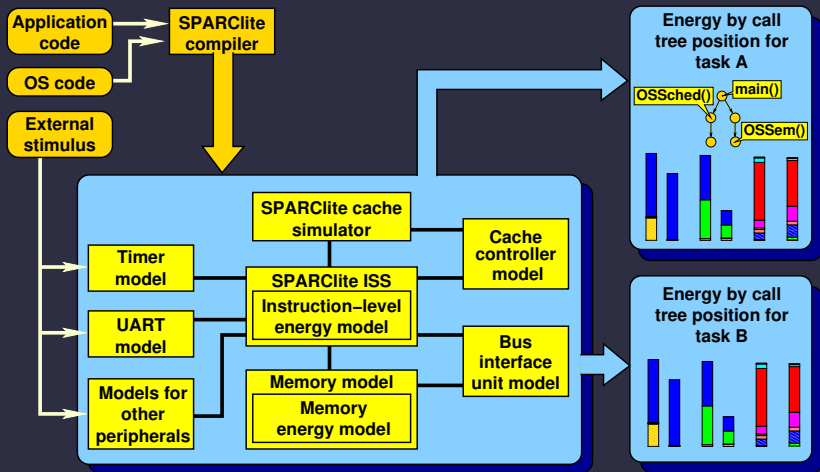 Application
code
SPARClite
compiler
OS code
External
stimulus
Energy by call
tree position for
task A
main()
OSSched()
OSSem()
SPARClite cache
simulator
Cache
controller
model
Timer
model
SPARClite ISS
Instruction−level
energy model
UART
model
Bus
interface
unit model
Memory model
Memory
energy model
Models for
other
peripherals
Energy by call
tree position for
task B